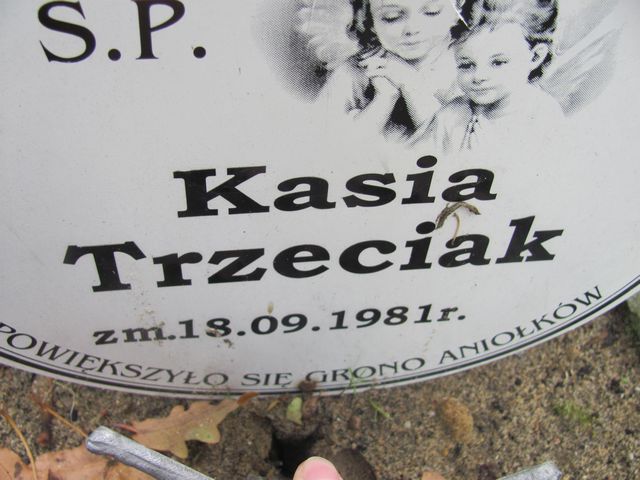 S.P.
Kasia
Trzeciak
zm.18.09.1981r.
POWIĘKSZYŁO SIĘ GRONO ANIOŁKÓW